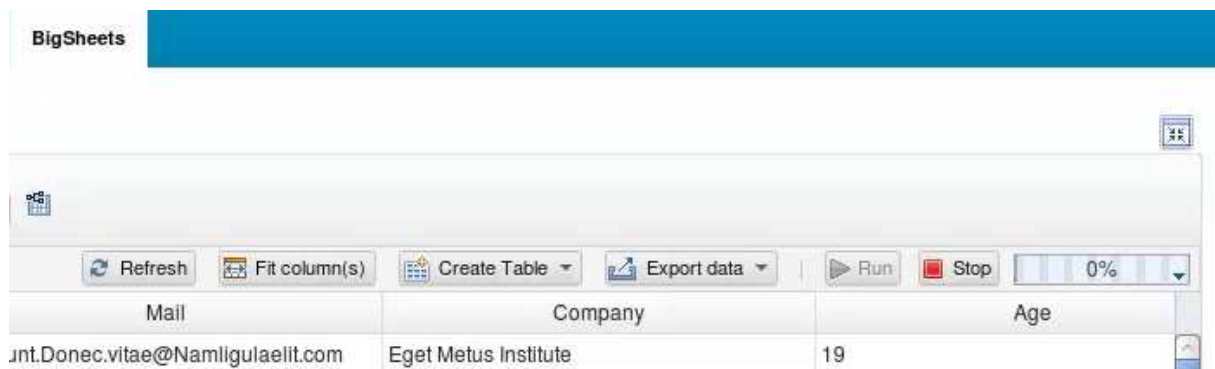 BigSheets
Refresh Fit column(s) Create Table Export data Run Stop 0%
Mail Company Age
unt.Donec.vitae@Namligulaelit.com Eget Metus Institute 19